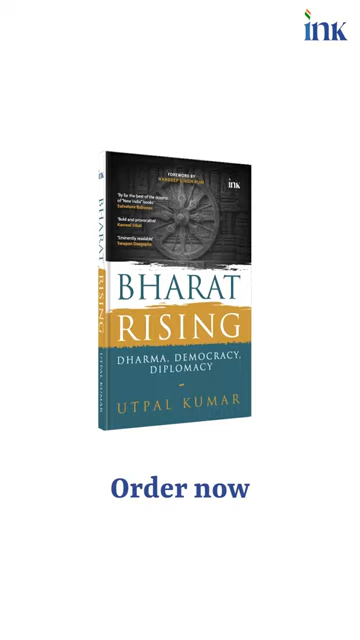 ink
FOREWORD BY
HARDEEP SINGH PURI
ink
'By far the best of the dozens
of "New India" books'
Salvatore Babones
'Bold and provocative'
Kanwal Sibal
'Eminently readable'
Swapan Dasgupta
BHARAT
RISING
DHARMA, DEMOCRACY,
DIPLOMACY
UTPAL KUMAR
BHARAT RISING
UTPAL KUMAR
Order now